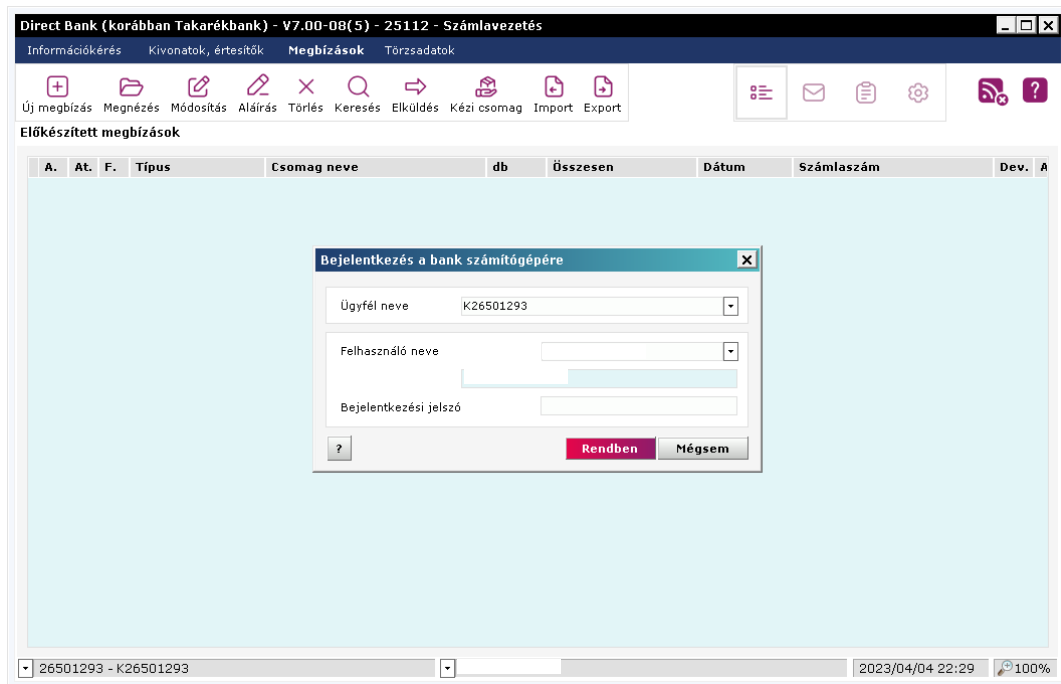 Direct Bank (korábban Takarékbank) - V7.00-08(5) - 25112 - Számlavezetés
Információkérés Kivonatok, értesítők Megbízások Törzsadatok
Új megbízás Megnézés Módosítás Aláírás Törlés Keresés Elküldés Kézi csomag Import Export ?
Előkészített megbízások
A. At. F. Típus Csomag neve db Összesen Dátum Számlaszám Dev. A
Bejelentkezés a bank számítógépére
Ügyfél neve K26501293
Felhasználó neve
Bejelentkezési jelszó
? Rendben Mégsem
26501293 - K26501293 2023/04/04 22:29 100%